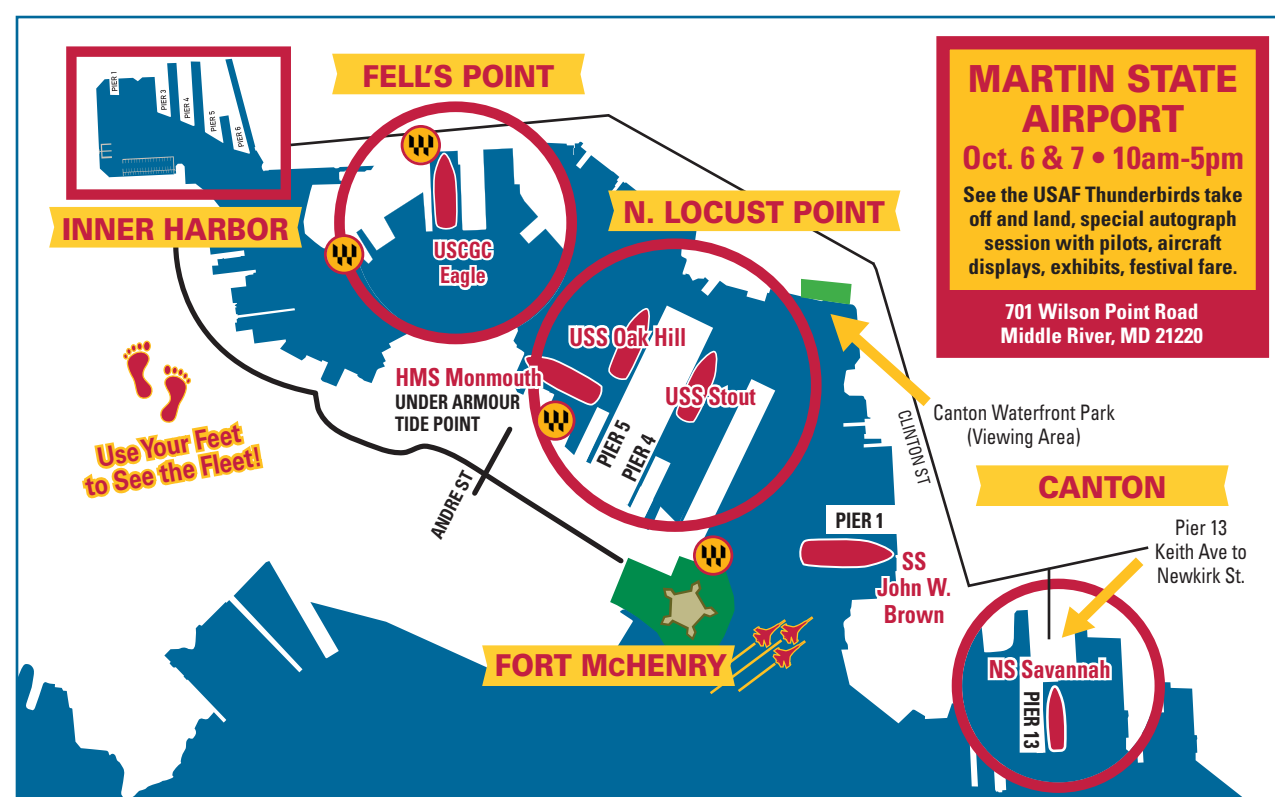 PIER 1
PIER 3
PIER 4
PIER 5
PIER 6
INNER HARBOR
FELL'S POINT
USCGC
Eagle
N. LOCUST POINT
USS Oak Hill
HMS Monmouth
UNDER ARMOUR
TIDE POINT
USS Stout
PIER 5
PIER 4
ANDRE ST
Use Your Feet
to See the Fleet!
MARTIN STATE
AIRPORT
Oct. 6 & 7 • 10am-5pm
See the USAF Thunderbirds take
off and land, special autograph
session with pilots, aircraft
displays, exhibits, festival fare.
701 Wilson Point Road
Middle River, MD 21220
Canton Waterfront Park
(Viewing Area)
CLINTON ST
CANTON
PIER 1
SS
John W.
Brown
Pier 13
Keith Ave to
Newkirk St.
FORT McHENRY
NS Savannah
PIER 13